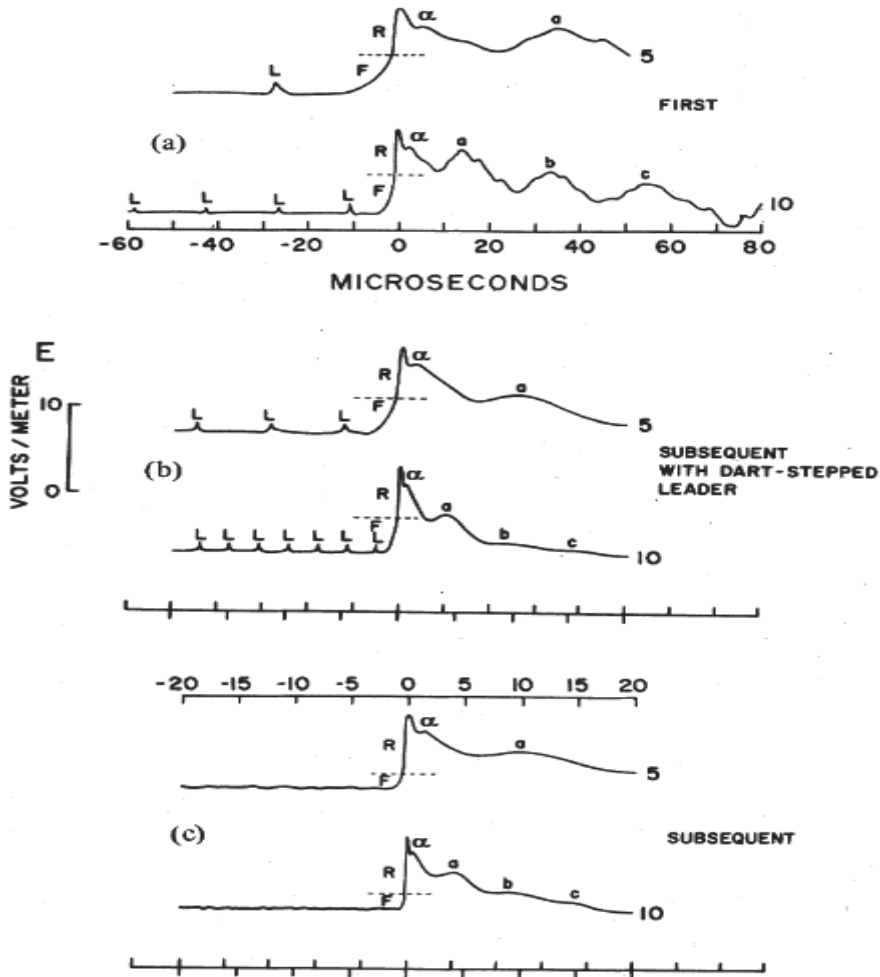 R α a
L F 5
FIRST
(a) R α a b c
L L L L F 10
-60 -40 -20 0 20 40 60 80
MICROSECONDS
E
VOLTS/METER
10
0
R α a
L L L F 5
(b)
SUBSEQUENT
WITH DART-STEPPED
LEADER
R α a b c
L L L L L L F L 10
-20 -15 -10 -5 0 5 10 15 20
R α a
F 5
(c)
SUBSEQUENT
R α a b c
F 10